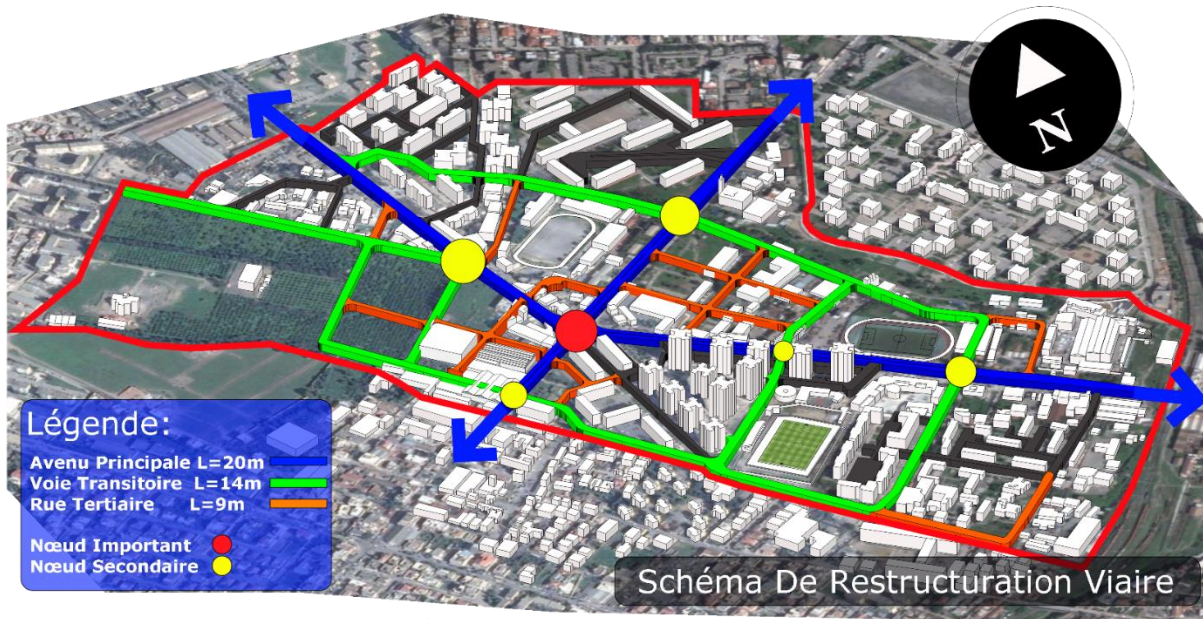 N
Légende:
Avenu Principale L=20m
Voie Transitoire L=14m
Rue Tertiaire L=9m
Nœud Important
Nœud Secondaire
Schéma De Restructuration Viaire